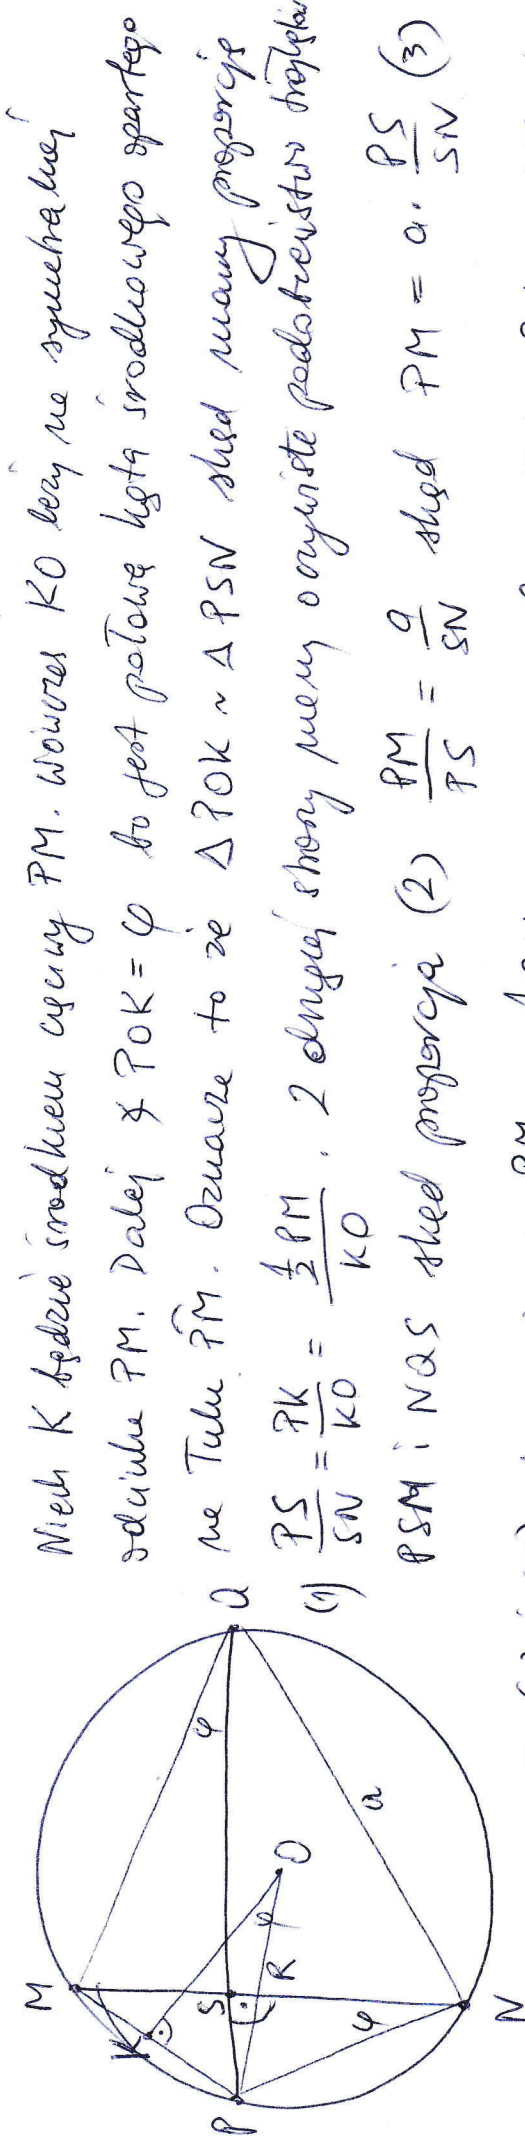 Niech K będzie środkiem cięciwy PM. Wówczas KO leży na symetralnej
odcinka PM. Dalej ∢ POK = φ bo jest połową kąta środkowego opartego
na łuku PM. Oznacza to że Δ POK ~ Δ PSN skąd mamy proporcję
(1) PS/SN = PK/KO = ½PM/KO . Z drugiej strony mamy oczywiste podobieństwo trójkątów
PSM i NQS skąd proporcja (2) PM/PS = a/SN skąd PM = a · PS/SN (3)
M
K
P
S
R
φ
O
φ
Q
a
φ
N